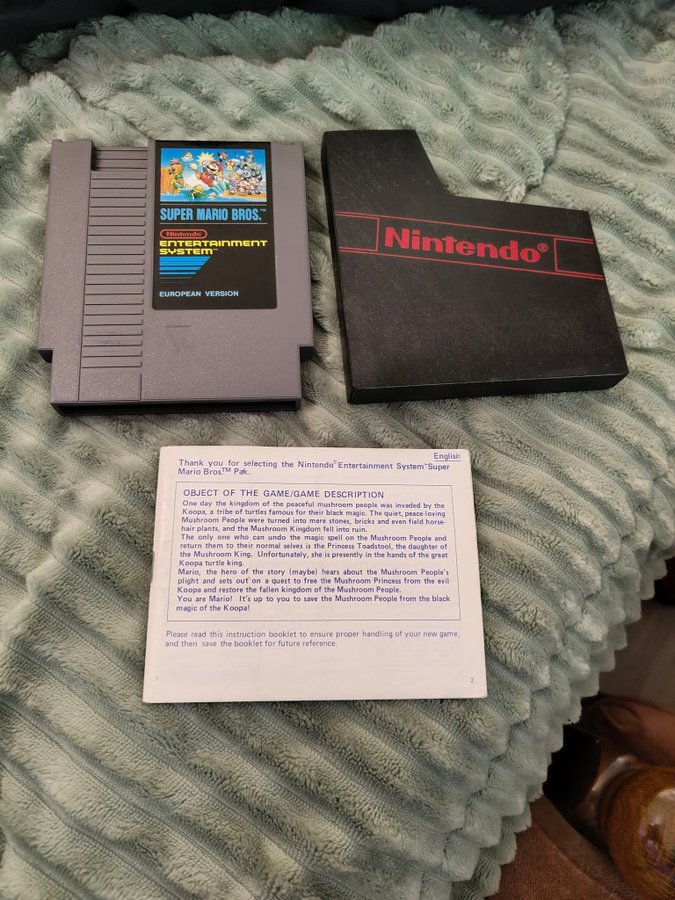 SUPER MARIO BROS.™
Nintendo®
ENTERTAINMENT
SYSTEM™
EUROPEAN VERSION
Nintendo®
English
Thank you for selecting the Nintendo® Entertainment System™ Super
Mario Bros.™ Pak.
OBJECT OF THE GAME/GAME DESCRIPTION
One day the kingdom of the peaceful mushroom people was invaded by the
Koopa, a tribe of turtles famous for their black magic. The quiet, peace-loving
Mushroom People were turned into mere stones, bricks and even field horse-
hair plants, and the Mushroom Kingdom fell into ruin.
The only one who can undo the magic spell on the Mushroom People and
return them to their normal selves is the Princess Toadstool, the daughter of
the Mushroom King. Unfortunately, she is presently in the hands of the great
Koopa turtle king.
Mario, the hero of the story (maybe) hears about the Mushroom People's
plight and sets out on a quest to free the Mushroom Princess from the evil
Koopa and restore the fallen kingdom of the Mushroom People.
You are Mario! It's up to you to save the Mushroom People from the black
magic of the Koopa!
Please read this instruction booklet to ensure proper handling of your new game,
and then save the booklet for future reference.
2